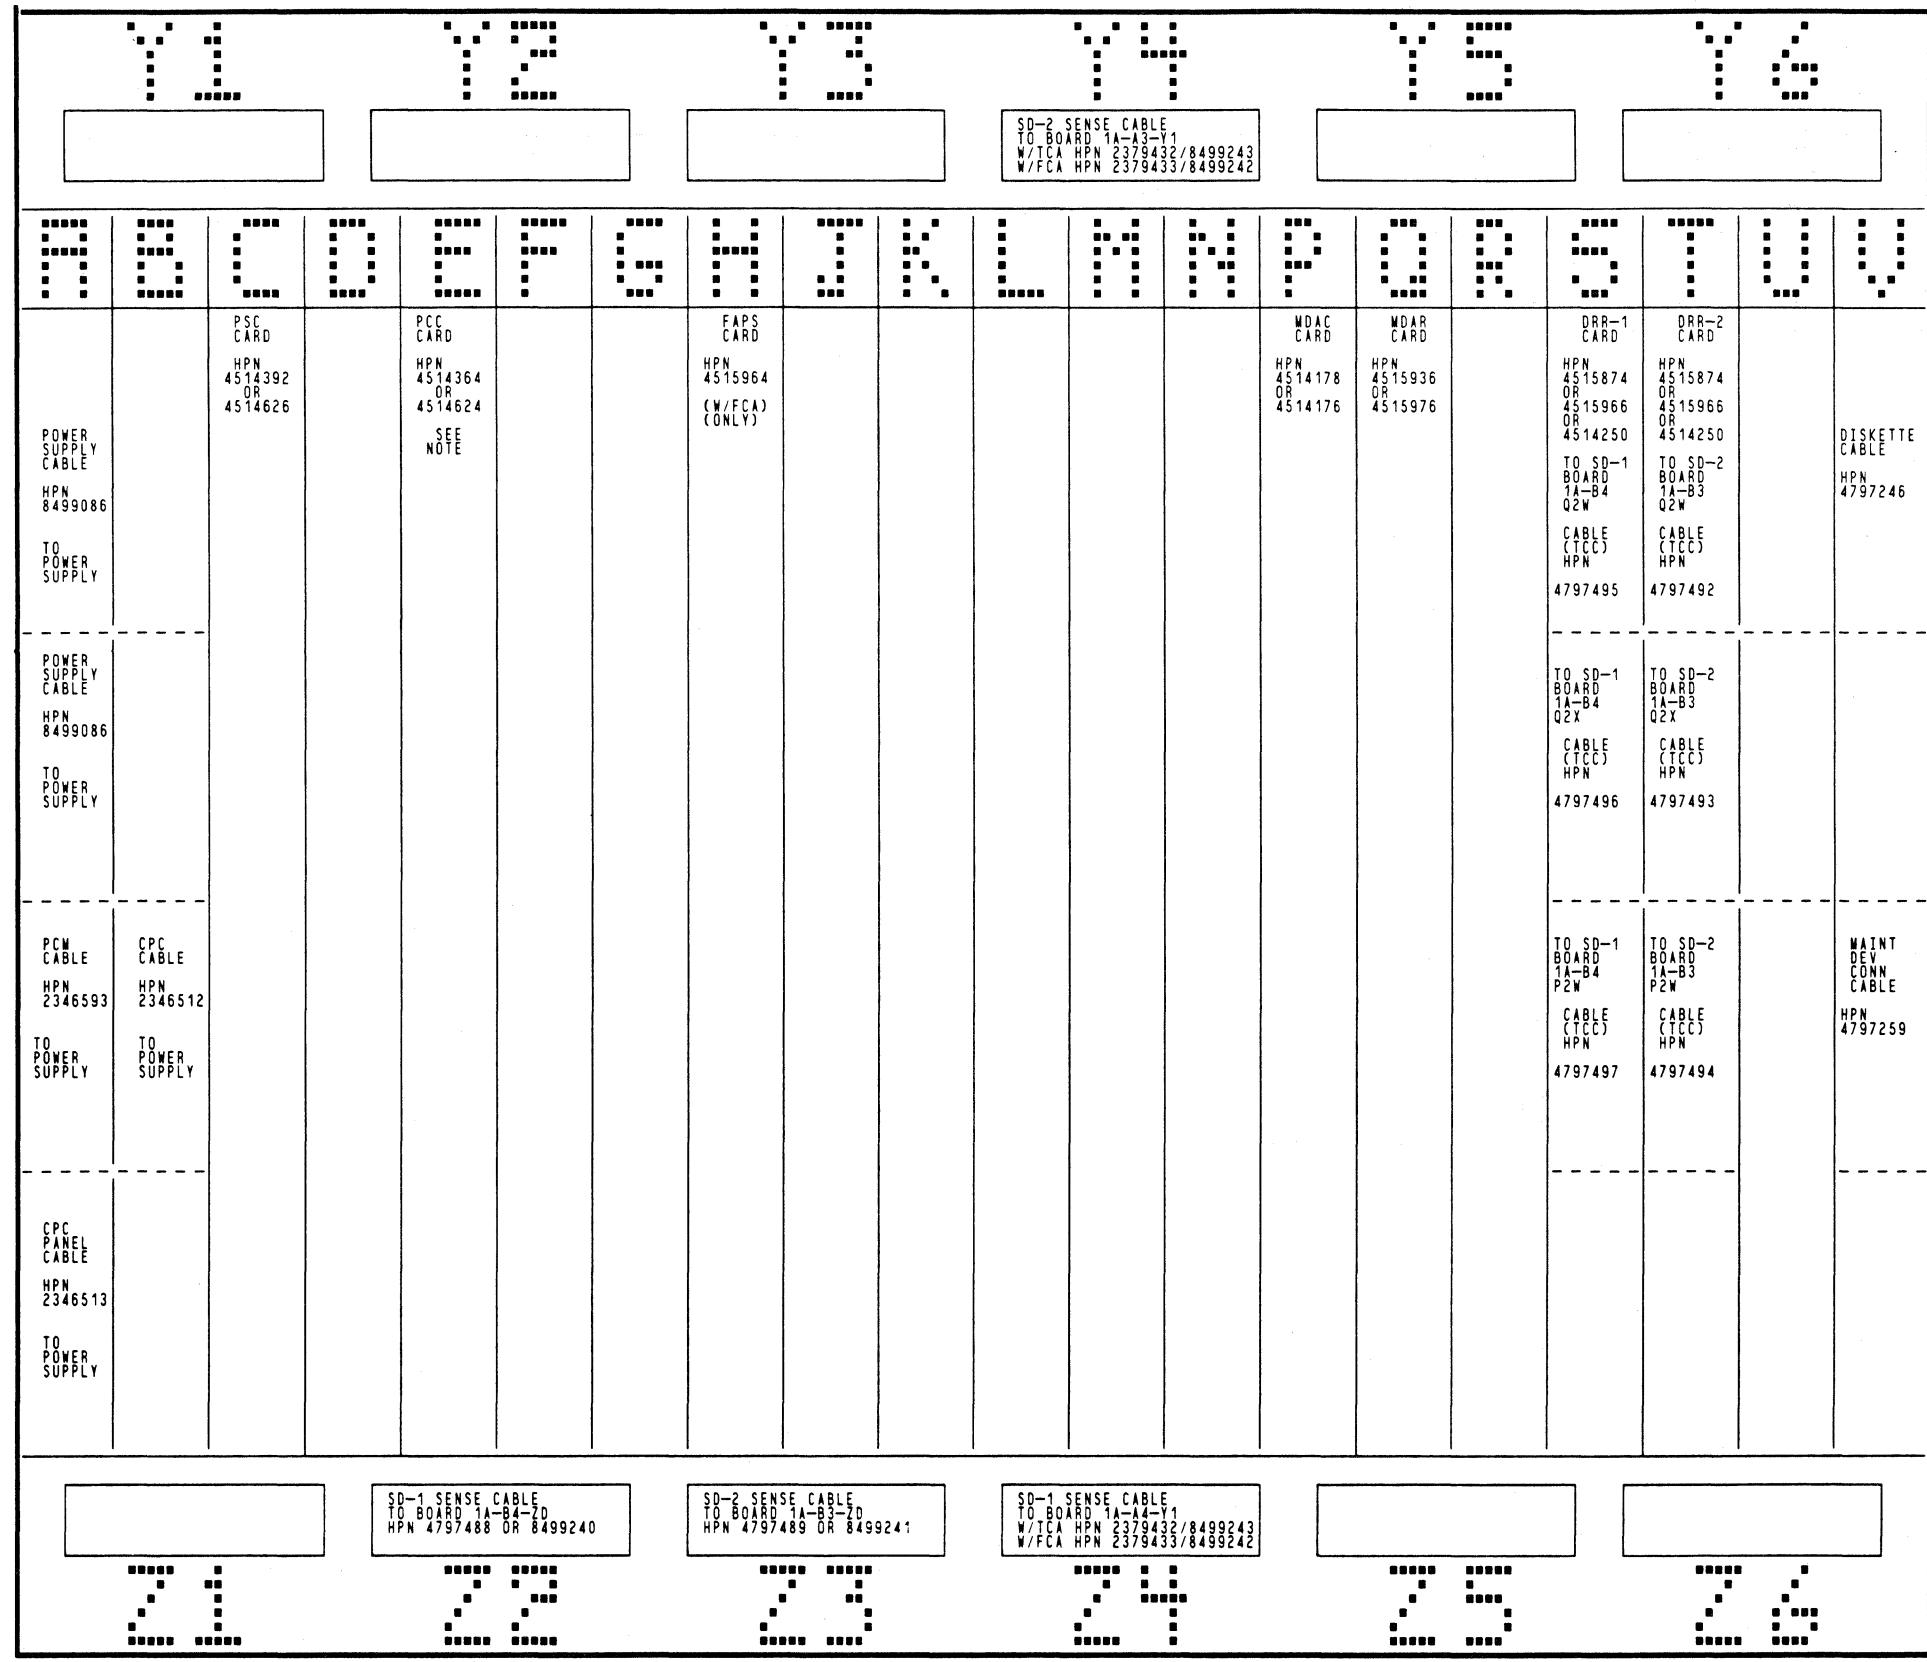 Y1 Y2 Y3 Y4 Y5 Y6
SD-2 SENSE CABLE
TO BOARD 1A-A3-Y1
W/TCA HPN 2379432/8499243
W/FCA HPN 2379433/8499242
A B C D E F G H J K L M N P Q R S T U V
POWER
SUPPLY
CABLE
HPN
8499086
TO
POWER
SUPPLY
POWER
SUPPLY
CABLE
HPN
8499086
TO
POWER
SUPPLY
PCM
CABLE
HPN
2346593
TO
POWER
SUPPLY
CPC
PANEL
CABLE
HPN
2346513
TO
POWER
SUPPLY
CPC
CABLE
HPN
2346512
TO
POWER
SUPPLY
PSC
CARD
HPN
4514392
OR
4514626
PCC
CARD
HPN
4514364
OR
4514624
SEE
NOTE
FAPS
CARD
HPN
4515964
(W/FCA)
(ONLY)
MDAC
CARD
HPN
4514178
OR
4514176
MDAR
CARD
HPN
4515936
OR
4515976
DRR-1
CARD
HPN
4515874
OR
4515966
OR
4514250
TO SD-1
BOARD
1A-B4
Q2W
CABLE
(TCC)
HPN
4797495
TO SD-1
BOARD
1A-B4
Q2X
CABLE
(TCC)
HPN
4797496
TO SD-1
BOARD
1A-B4
P2W
CABLE
(TCC)
HPN
4797497
DRR-2
CARD
HPN
4515874
OR
4515966
OR
4514250
TO SD-2
BOARD
1A-B3
Q2W
CABLE
(TCC)
HPN
4797492
TO SD-2
BOARD
1A-B3
Q2X
CABLE
(TCC)
HPN
4797493
TO SD-2
BOARD
1A-B3
P2W
CABLE
(TCC)
HPN
4797494
DISKETTE
CABLE
HPN
4797246
MAINT
DEV
CONN
CABLE
HPN
4797259
SD-1 SENSE CABLE
TO BOARD 1A-B4-ZD
HPN 4797488 OR 8499240
SD-2 SENSE CABLE
TO BOARD 1A-B3-ZD
HPN 4797489 OR 8499241
SD-1 SENSE CABLE
TO BOARD 1A-A4-Y1
W/TCA HPN 2379432/8499243
W/FCA HPN 2379433/8499242
Z1 Z2 Z3 Z4 Z5 Z6